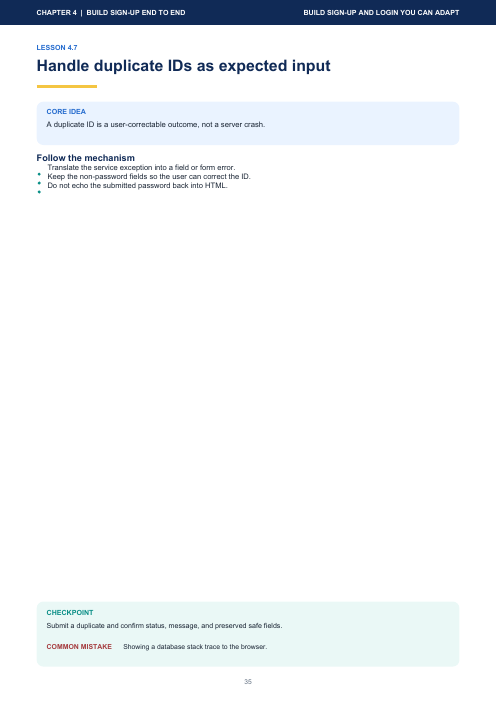 CHAPTER 4 | BUILD SIGN-UP END TO END
BUILD SIGN-UP AND LOGIN YOU CAN ADAPT
LESSON 4.7
Handle duplicate IDs as expected input
CORE IDEA
A duplicate ID is a user-correctable outcome, not a server crash.
Follow the mechanism
Translate the service exception into a field or form error.
• Keep the non-password fields so the user can correct the ID.
• Do not echo the submitted password back into HTML.
•
CHECKPOINT
Submit a duplicate and confirm status, message, and preserved safe fields.
COMMON MISTAKE Showing a database stack trace to the browser.
35